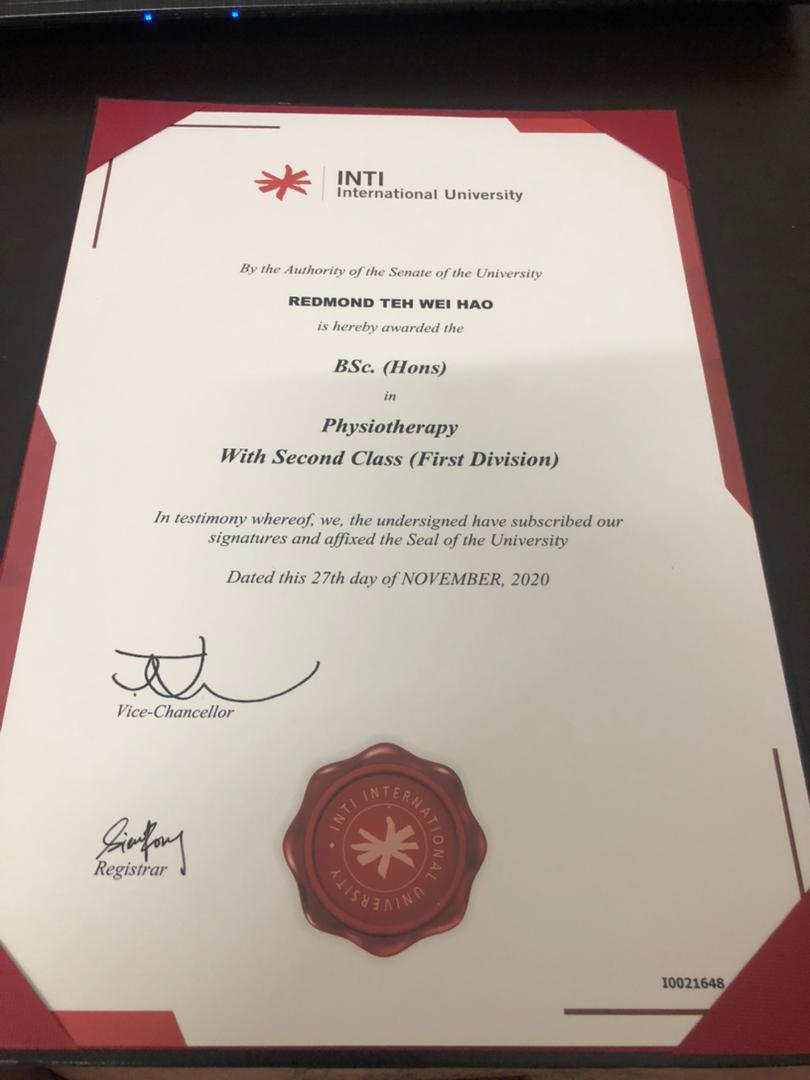 INTI
International University
By the Authority of the Senate of the University
REDMOND TEH WEI HAO
is hereby awarded the
BSc. (Hons)
in
Physiotherapy
With Second Class (First Division)
In testimony whereof, we, the undersigned have subscribed our
signatures and affixed the Seal of the University
Dated this 27th day of NOVEMBER, 2020
Vice-Chancellor
Registrar
INTI INTERNATIONAL UNIVERSITY
I0021648